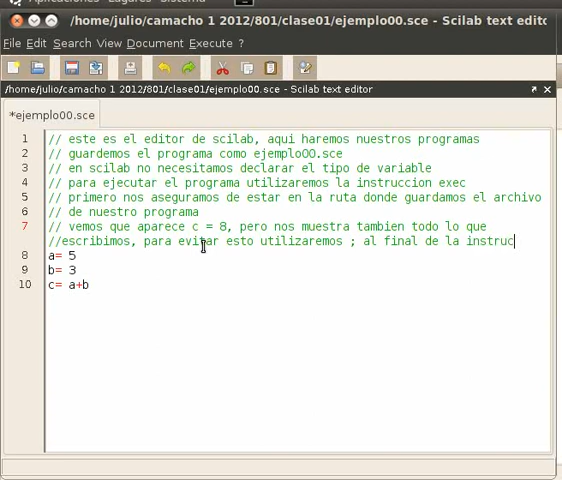 /home/julio/camacho 1 2012/801/clase01/ejemplo00.sce - Scilab text edito
File Edit Search View Document Execute ?
/home/julio/camacho 1 2012/801/clase01/ejemplo00.sce - Scilab text editor
*ejemplo00.sce
1 // este es el editor de scilab, aqui haremos nuestros programas
2 // guardemos el programa como ejemplo00.sce
3 // en scilab no necesitamos declarar el tipo de variable
4 // para ejecutar el programa utilizaremos la instruccion exec
5 // primero nos aseguramos de estar en la ruta donde guardamos el archivo
6 // de nuestro programa
7 // vemos que aparece c = 8, pero nos muestra tambien todo lo que
//escribimos, para evitar esto utilizaremos ; al final de la instruc
8 a= 5
9 b= 3
10 c= a+b